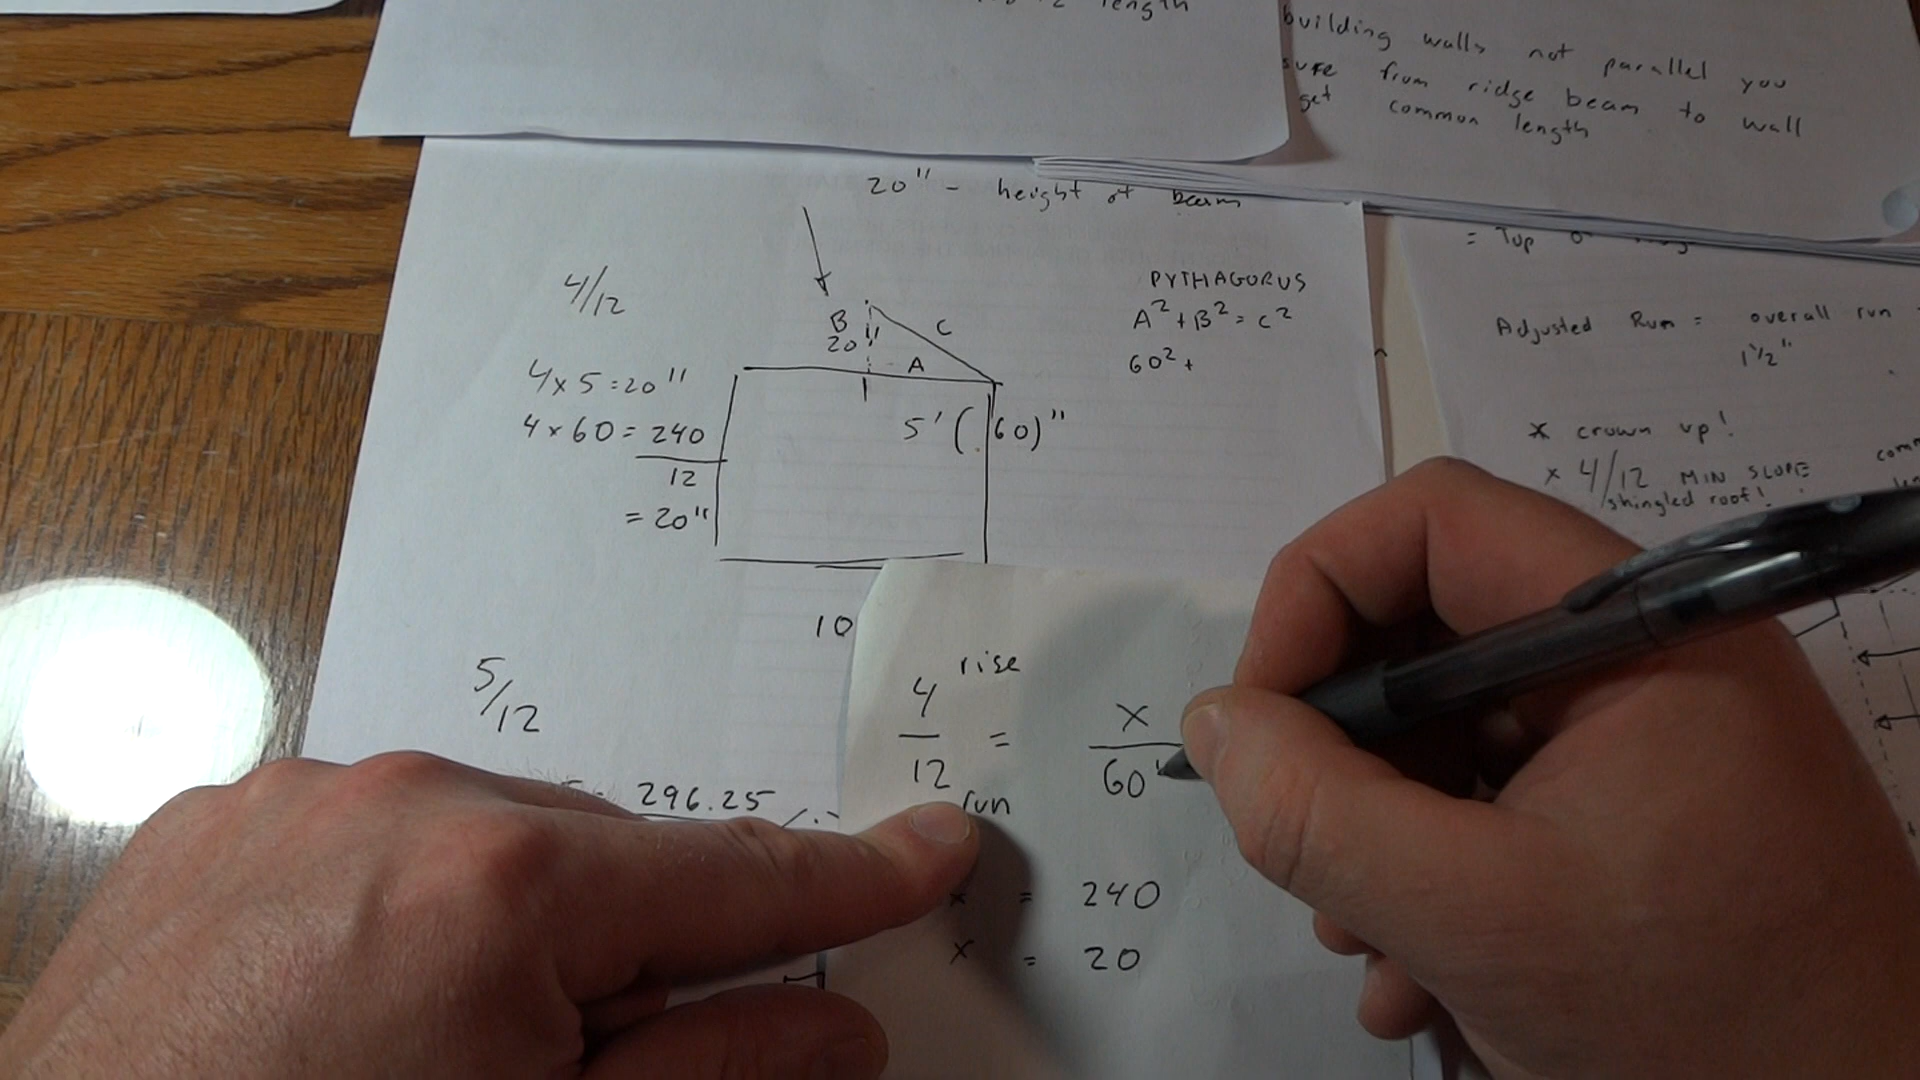 length
building walls not parallel you
from ridge beam to wall
get common length
20" - height of beam
= Top
4/12
PYTHAGORUS
A² + B² = C²
60² +
B
20"
C
A
4 x 5 = 20"
4 x 60 = 240
12
= 20"
5' ( 60)"
Adjusted Run = overall run
1 1/2"
x crown up!
x 4/12 MIN SLOPE
shingled roof!
10
5/12
296.25
4 rise
12 run
=
x
60"
x = 240
x = 20